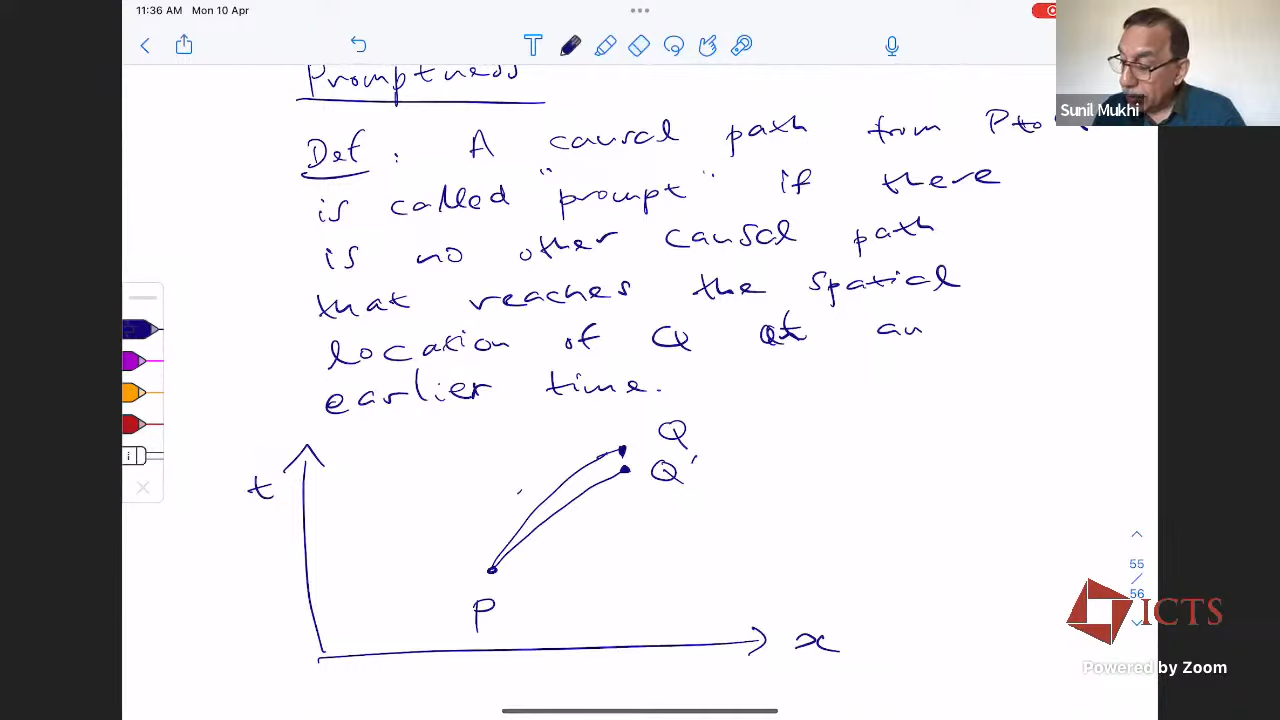 11:36 AM Mon 10 Apr
Sunil Mukhi
Promptness
Def : A causal path from P to
is called "prompt" if there
is no other causal path
that reaches the spatial
location of Q at an
earlier time.
Q
Q'
t
P
x
55
/
56
ICTS
Powered by Zoom